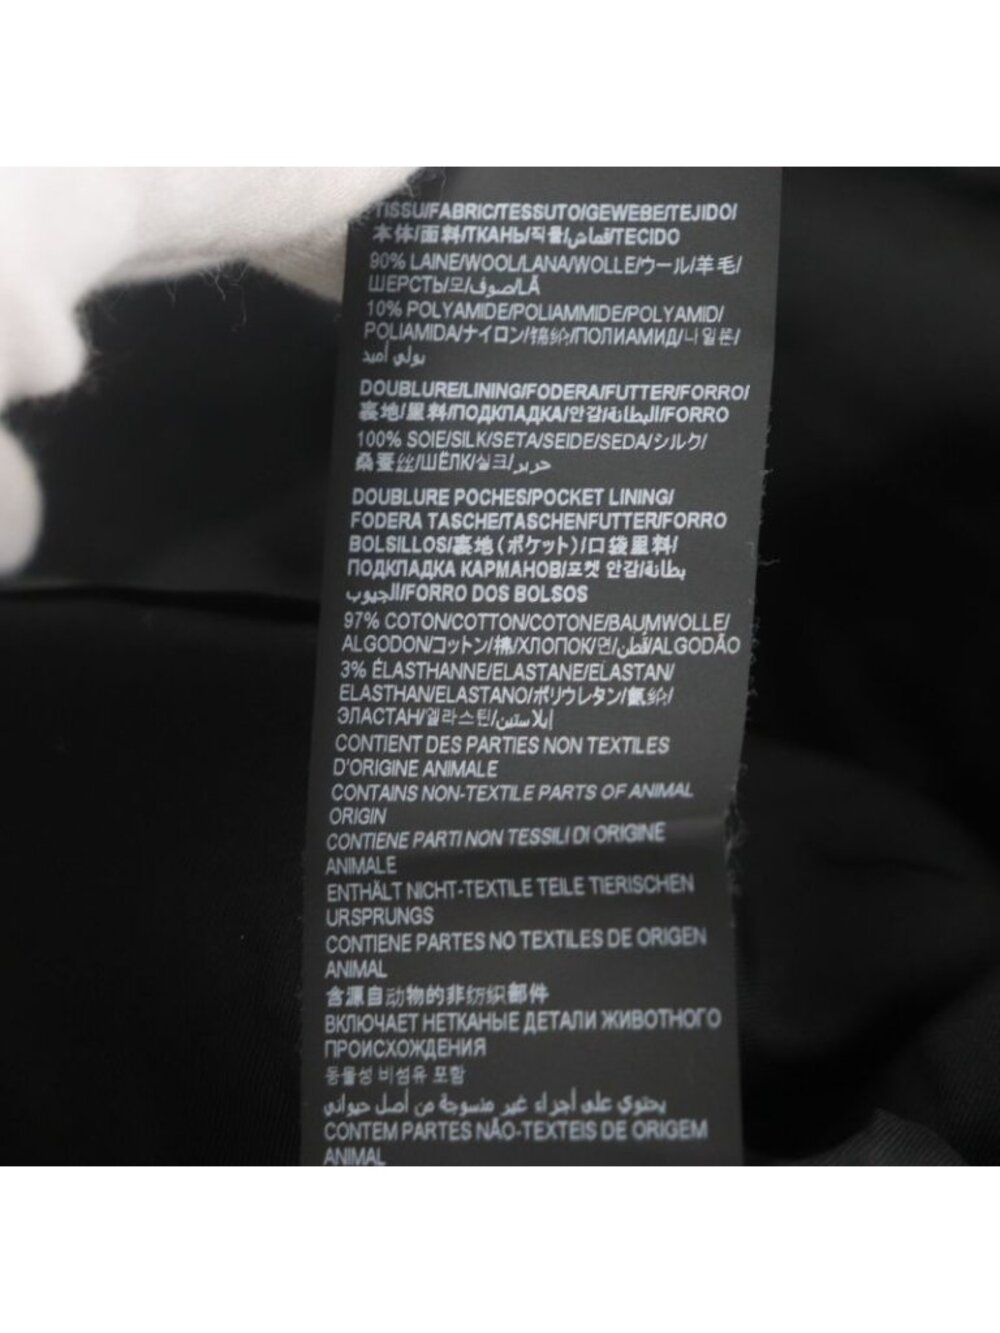 TISSU/FABRIC/TESSUTO/GEWEBE/TEJIDO/
本体/面料/ТКАНЬ/직물/قماش/TECIDO
90% LAINE/WOOL/LANA/WOLLE/ウール/羊毛/
ШЕРСТЬ/모/صوف/LÃ
10% POLYAMIDE/POLIAMMIDE/POLYAMID/
POLIAMIDA/ナイロン/锦纶/ПОЛИАМИД/나일론/
بولي أميد
DOUBLURE/LINING/FODERA/FUTTER/FORRO/
裏地/里料/ПОДКЛАДКА/안감/البطانة/FORRO
100% SOIE/SILK/SETA/SEIDE/SEDA/シルク/
桑蚕丝/ШЁЛК/실크/حرير
DOUBLURE POCHES/POCKET LINING/
FODERA TASCHE/TASCHENFUTTER/FORRO
BOLSILLOS/裏地(ポケット)/口袋里料/
ПОДКЛАДКА КАРМАНОВ/포켓 안감/بطانة
الجيوب/FORRO DOS BOLSOS
97% COTON/COTTON/COTONE/BAUMWOLLE/
ALGODON/コットン/棉/ХЛОПОК/면/قطن/ALGODÃO
3% ÉLASTHANNE/ELASTANE/ELASTAN/
ELASTHAN/ELASTANO/ポリウレタン/氨纶/
ЭЛАСТАН/엘라스틴/إيلاستين
CONTIENT DES PARTIES NON TEXTILES
D'ORIGINE ANIMALE
CONTAINS NON-TEXTILE PARTS OF ANIMAL
ORIGIN
CONTIENE PARTI NON TESSILI DI ORIGINE
ANIMALE
ENTHÄLT NICHT-TEXTILE TEILE TIERISCHEN
URSPRUNGS
CONTIENE PARTES NO TEXTILES DE ORIGEN
ANIMAL
含源自动物的非纺织部件
ВКЛЮЧАЕТ НЕТКАНЫЕ ДЕТАЛИ ЖИВОТНОГО
ПРОИСХОЖДЕНИЯ
동물성 비섬유 포함
يحتوي على أجزاء غير منسوجة من أصل حيواني
CONTEM PARTES NÃO-TEXTEIS DE ORIGEM
ANIMAL